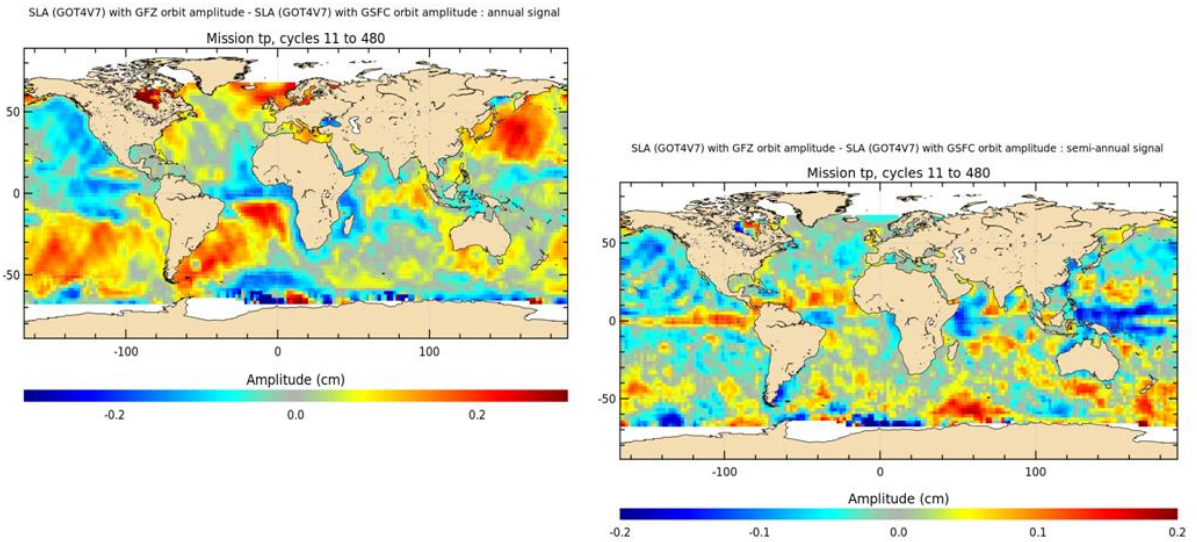 SLA (GOT4V7) with GFZ orbit amplitude - SLA (GOT4V7) with GSFC orbit amplitude : annual signal
Mission tp, cycles 11 to 480
50
0
-50
-100 0 100
Amplitude (cm)
-0.2 0.0 0.2
SLA (GOT4V7) with GFZ orbit amplitude - SLA (GOT4V7) with GSFC orbit amplitude : semi-annual signal
Mission tp, cycles 11 to 480
50
0
-50
-100 0 100
Amplitude (cm)
-0.2 -0.1 0.0 0.1 0.2